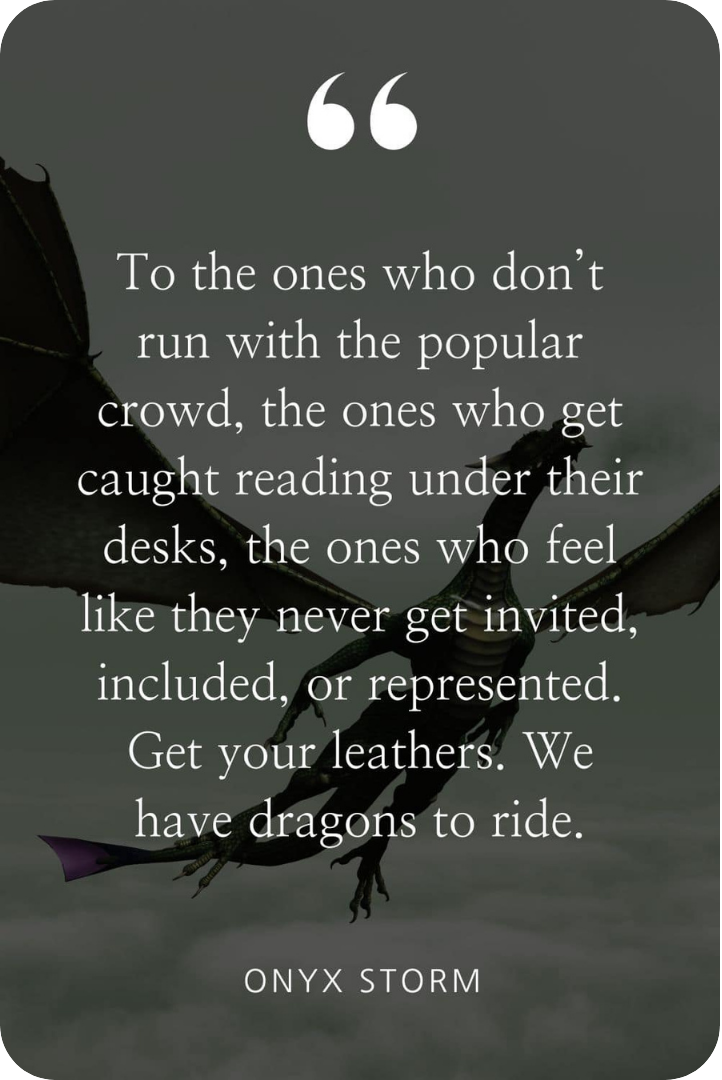 “
To the ones who don’t
run with the popular
crowd, the ones who get
caught reading under their
desks, the ones who feel
like they never get invited,
included, or represented.
Get your leathers. We
have dragons to ride.
ONYX STORM